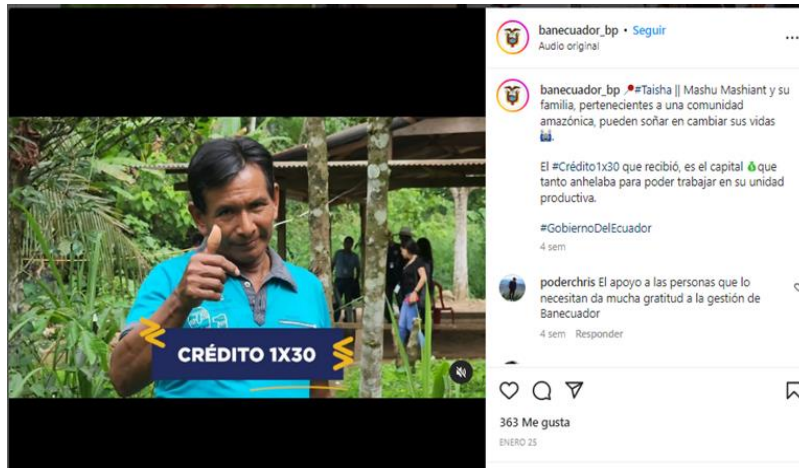 CRÉDITO 1X30
banecuador_bp • Seguir
Audio original
banecuador_bp 📍#Taisha || Mashu Mashiant y su
familia, pertenecientes a una comunidad
amazónica, pueden soñar en cambiar sus vidas
🙌.
El #Crédito1x30 que recibió, es el capital 💰que
tanto anhelaba para poder trabajar en su unidad
productiva.
#GobiernoDelEcuador
4 sem
poderchris El apoyo a las personas que lo
necesitan da mucha gratitud a la gestión de
Banecuador
4 sem Responder
363 Me gusta
ENERO 25